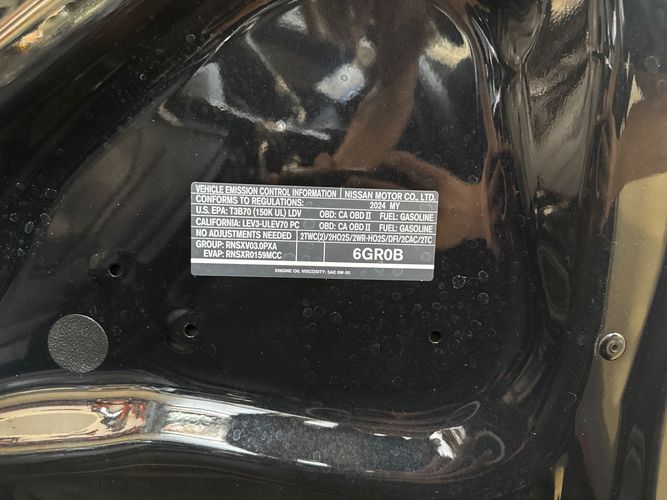 VEHICLE EMISSION CONTROL INFORMATION NISSAN MOTOR CO., LTD.
CONFORMS TO REGULATIONS: 2024 MY
U.S. EPA: T3B70 (150K UL) LDV OBD: CA OBD II FUEL: GASOLINE
CALIFORNIA: LEV3-ULEV70 PC OBD: CA OBD II FUEL: GASOLINE
NO ADJUSTMENTS NEEDED 2TWC(2)/2HO2S/2WR-HO2S/DFI/2CAC/2TC
GROUP: RNSXV03.0PXA
EVAP: RNSXR0159MCC 6GR0B
ENGINE OIL VISCOSITY: SAE 0W-20